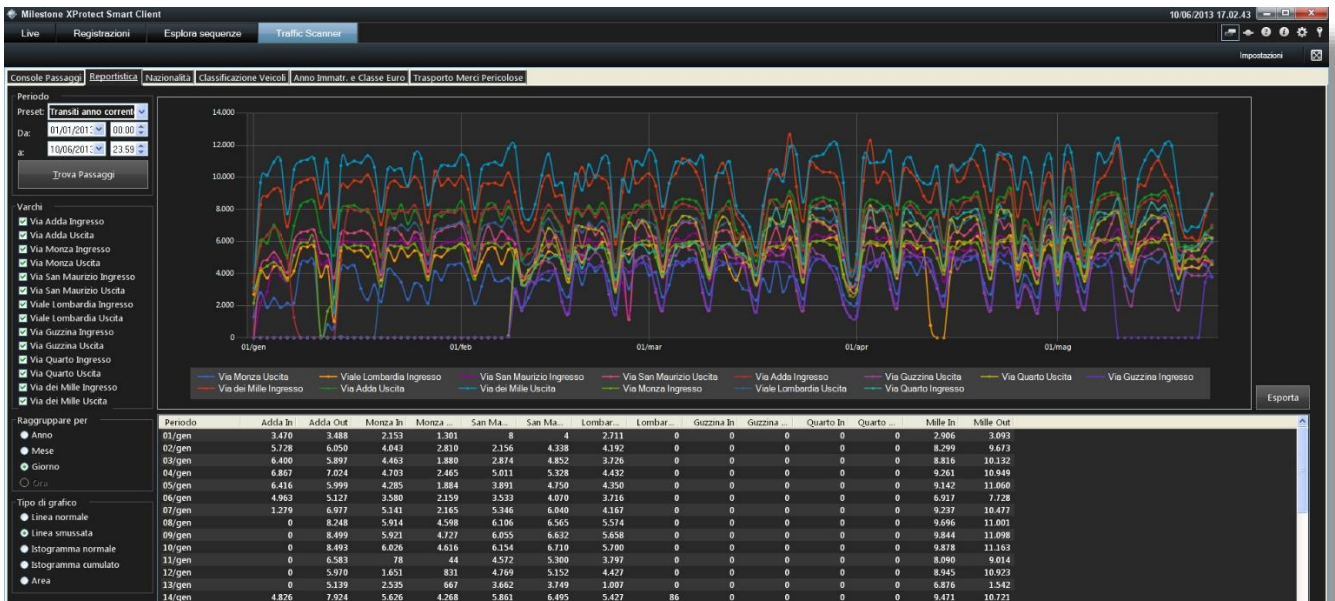 Milestone XProtect Smart Client
10/06/2013 17.02.43
Live Registrazioni Esplora sequenze Traffic Scanner
Impostazioni
Console Passaggi Reportistica Nazionalità Classificazione Veicoli Anno Immatr. e Classe Euro Trasporto Merci Pericolose
Periodo
Preset: Transiti anno corrent
Da: 01/01/2013 00.00
a: 10/06/2013 23.59
Trova Passaggi
Varchi
Via Adda Ingresso
Via Adda Uscita
Via Monza Ingresso
Via Monza Uscita
Via San Maurizio Ingresso
Via San Maurizio Uscita
Viale Lombardia Ingresso
Viale Lombardia Uscita
Via Guzzina Ingresso
Via Guzzina Uscita
Via Quarto Ingresso
Via Quarto Uscita
Via dei Mille Ingresso
Via dei Mille Uscita
Raggruppare per
Anno
Mese
Giorno
Ora
Tipo di grafico
Linea normale
Linea smussata
Istogramma normale
Istogramma cumulato
Area
14.000
12.000
10.000
8.000
6.000
4.000
2.000
0
01/gen 01/feb 01/mar 01/apr 01/mag
Via Monza Uscita Viale Lombardia Ingresso Via San Maurizio Ingresso Via San Maurizio Uscita Via Adda Ingresso Via Guzzina Uscita Via Quarto Uscita Via Guzzina Ingresso
Via dei Mille Ingresso Via Adda Uscita Via dei Mille Uscita Via Monza Ingresso Viale Lombardia Uscita Via Quarto Ingresso
Esporta
Periodo Adda In Adda Out Monza In Monza ... San Ma... San Ma... Lombar... Lombar... Guzzina In Guzzina ... Quarto In Quarto ... Mille In Mille Out
01/gen 3.470 3.488 2.153 1.301 8 4 2.711 0 0 0 0 0 2.906 3.093
02/gen 5.728 6.050 4.043 2.810 2.156 4.338 4.192 0 0 0 0 0 8.299 9.673
03/gen 6.400 5.897 4.463 1.880 2.874 4.852 3.726 0 0 0 0 0 8.816 10.132
04/gen 6.867 7.024 4.703 2.465 5.011 5.328 4.432 0 0 0 0 0 9.261 10.949
05/gen 6.416 5.999 4.285 1.884 3.891 4.750 4.350 0 0 0 0 0 9.142 11.060
06/gen 4.963 5.127 3.580 2.159 3.533 4.070 3.716 0 0 0 0 0 6.917 7.728
07/gen 1.279 6.977 5.141 2.165 5.346 6.040 4.167 0 0 0 0 0 9.237 10.477
08/gen 0 8.248 5.914 4.598 6.106 6.565 5.574 0 0 0 0 0 9.696 11.001
09/gen 0 8.499 5.921 4.727 6.055 6.632 5.658 0 0 0 0 0 9.844 11.098
10/gen 0 8.493 6.026 4.616 6.154 6.710 5.700 0 0 0 0 0 9.878 11.163
11/gen 0 6.583 78 44 4.572 5.300 3.797 0 0 0 0 0 8.090 9.014
12/gen 0 5.970 1.651 831 4.769 5.152 4.427 0 0 0 0 0 8.945 10.923
13/gen 0 5.139 2.535 667 3.662 3.749 1.007 0 0 0 0 0 6.876 1.542
14/gen 4.826 7.924 5.626 4.268 5.861 6.495 5.427 86 0 0 0 0 9.471 10.721